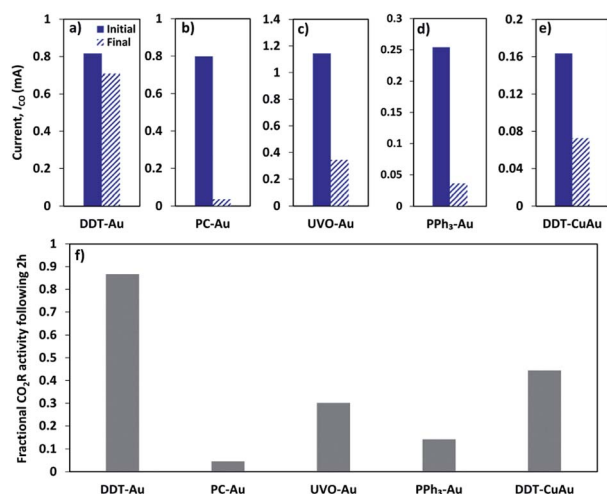 a)
Initial
Final
b)
c)
d)
e)
Current, I_CO (mA)
1
0.8
0.6
0.4
0.2
0
1
0.8
0.6
0.4
0.2
0
1.4
1.2
1
0.8
0.6
0.4
0.2
0
0.3
0.25
0.2
0.15
0.1
0.05
0
0.2
0.16
0.12
0.08
0.04
0
DDT-Au
PC-Au
UVO-Au
PPh₃-Au
DDT-CuAu
f)
Fractional CO₂R activity following 2h
1
0.9
0.8
0.7
0.6
0.5
0.4
0.3
0.2
0.1
0
DDT-Au
PC-Au
UVO-Au
PPh₃-Au
DDT-CuAu